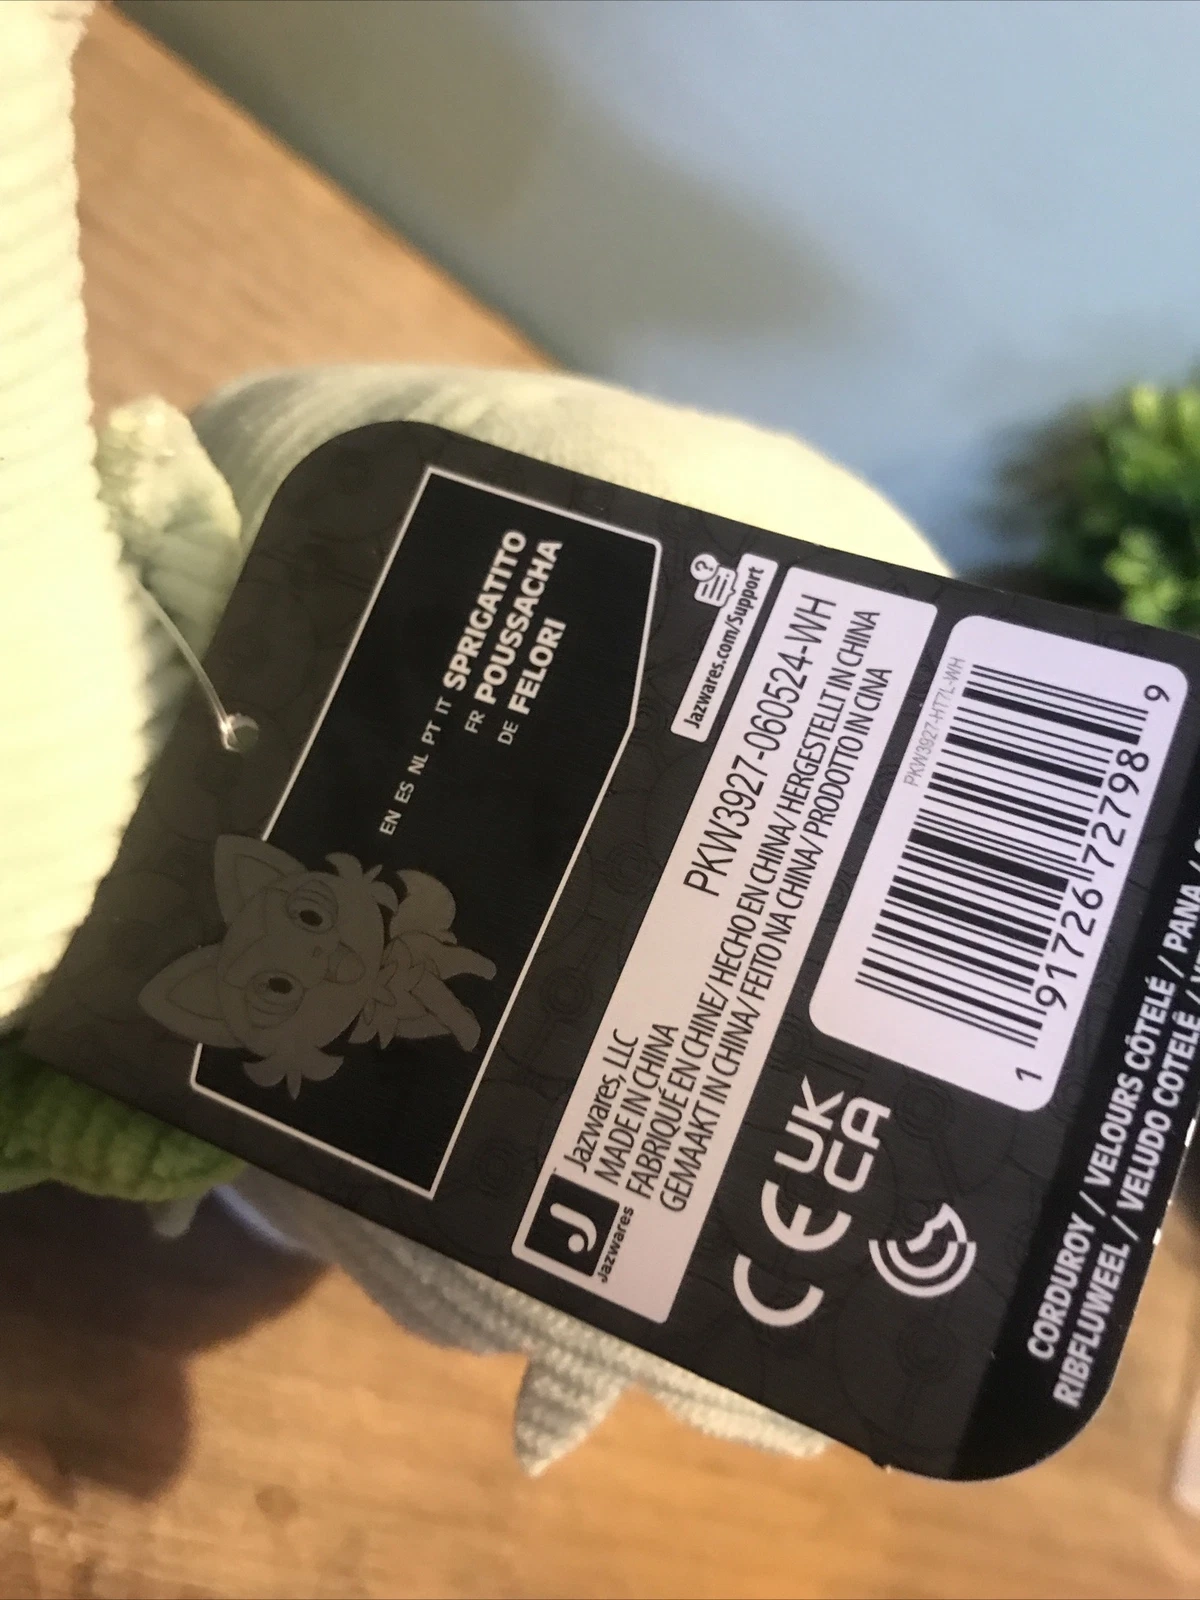 EN ES NL PT IT SPRIGATITO
FR POUSSACHA
DE FELORI
Jazwares.com/Support
Jazwares
PKW3927-060524-WH
Jazwares, LLC
MADE IN CHINA
FABRIQUÉ EN CHINE/ HECHO EN CHINA/ HERGESTELLT IN CHINA
GEMAAKT IN CHINA/ FEITO NA CHINA/ PRODOTTO IN CINA
CE UK CA
PKW3927-HT7L-WH
1 91726 72798 9
CORDUROY / VELOURS CÔTELÉ / PANA /
RIBFLUWEEL / VELUDO COTELÊ /